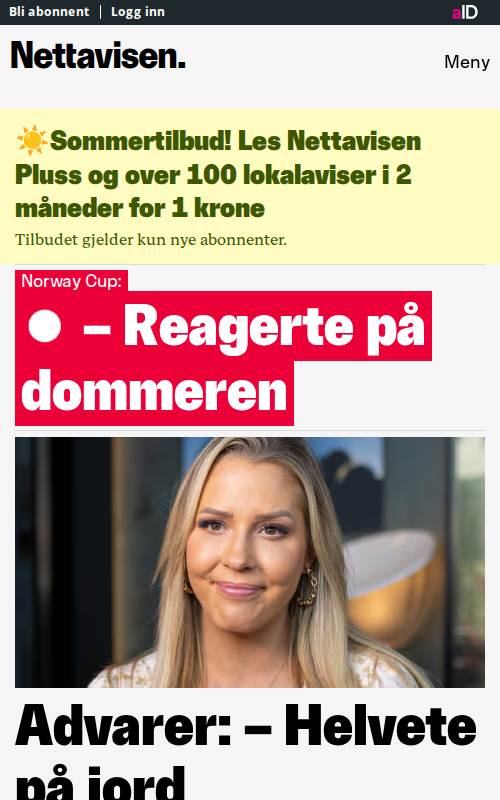 Bli abonnent | Logg inn
aID
Nettavisen.
Meny
Sommertilbud! Les Nettavisen
Pluss og over 100 lokalaviser i 2
måneder for 1 krone
Tilbudet gjelder kun nye abonnenter.
Norway Cup:
– Reagerte på
dommeren
Advarer: – Helvete
på jord